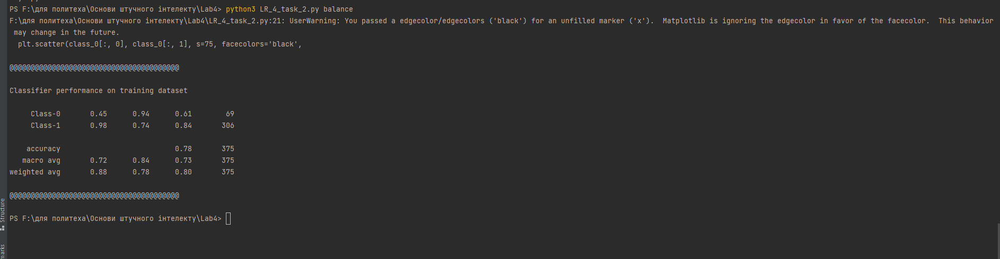 PS F:\для политеха\Основи штучного інтелекту\Lab4> python3 LR_4_task_2.py balance
F:\для политеха\Основи штучного інтелекту\Lab4\LR_4_task_2.py:21: UserWarning: You passed a edgecolor/edgecolors ('black') for an unfilled marker ('x').  Matplotlib is ignoring the edgecolor in favor of the facecolor.  This behavior
may change in the future.
plt.scatter(class_0[:, 0], class_0[:, 1], s=75, facecolors='black',
@@@@@@@@@@@@@@@@@@@@@@@@@@@@@@@@@@@@@@@@
Classifier performance on training dataset
Class-0 0.45 0.94 0.61 69
Class-1 0.98 0.74 0.84 306
accuracy 0.78 375
macro avg 0.72 0.84 0.73 375
weighted avg 0.88 0.78 0.80 375
@@@@@@@@@@@@@@@@@@@@@@@@@@@@@@@@@@@@@@@@
PS F:\для политеха\Основи штучного інтелекту\Lab4>
Structure
marks